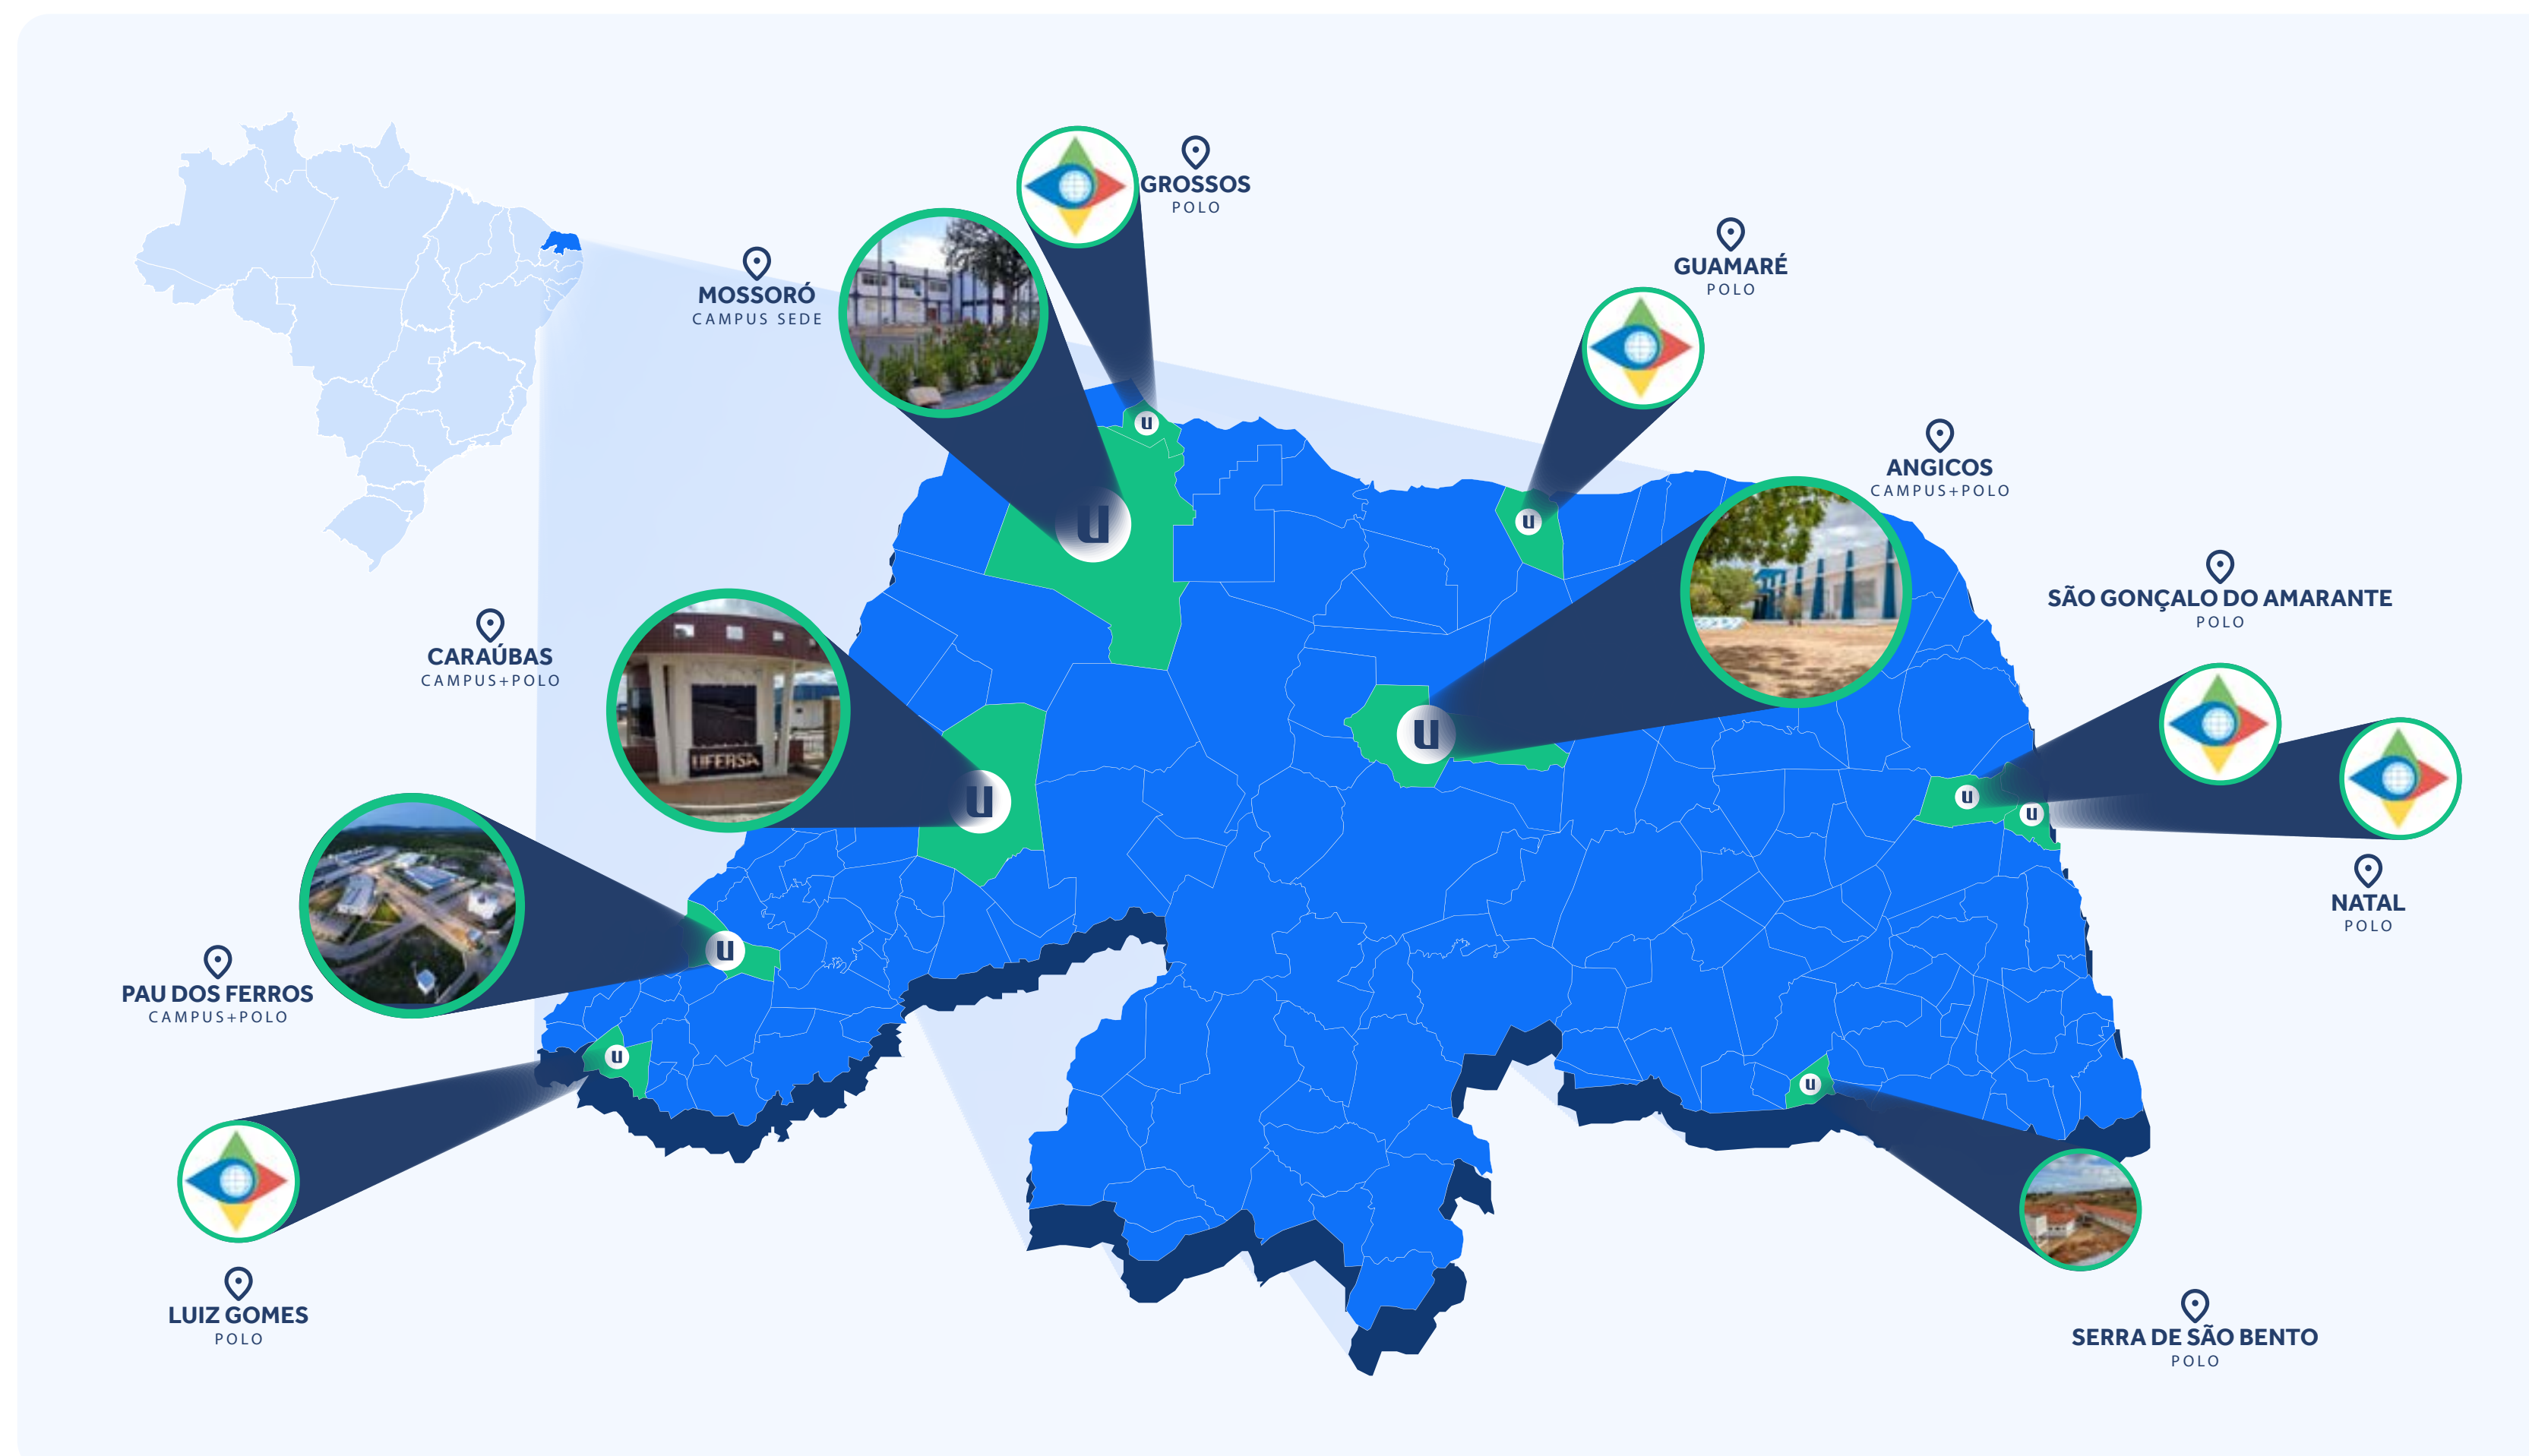 GROSSOS
POLO
MOSSORÓ
CAMPUS SEDE
GUAMARÉ
POLO
ANGICOS
CAMPUS+POLO
SÃO GONÇALO DO AMARANTE
POLO
CARAÚBAS
CAMPUS+POLO
UFERSA
NATAL
POLO
PAU DOS FERROS
CAMPUS+POLO
LUIZ GOMES
POLO
SERRA DE SÃO BENTO
POLO
u
u
u
u
u
u
u
u
u
u